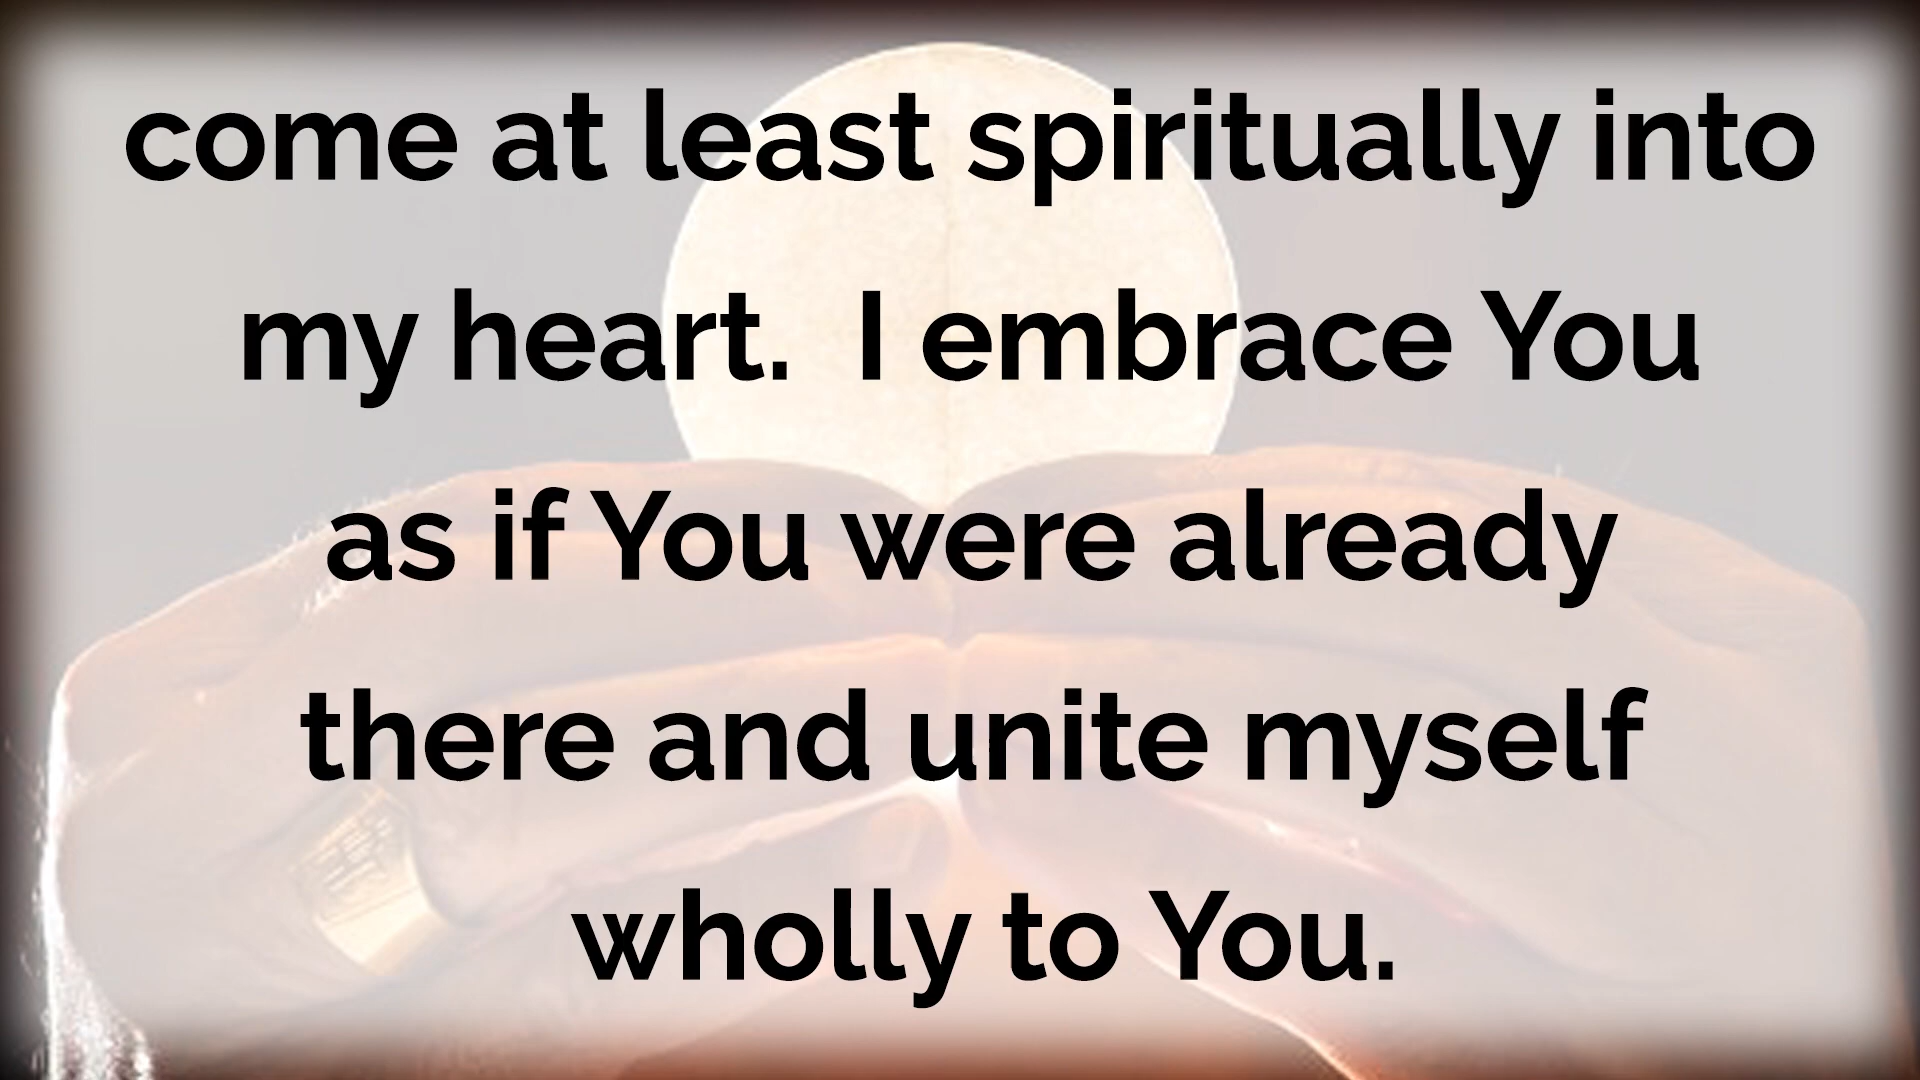 come at least spiritually into
my heart.  I embrace You
as if You were already
there and unite myself
wholly to You.